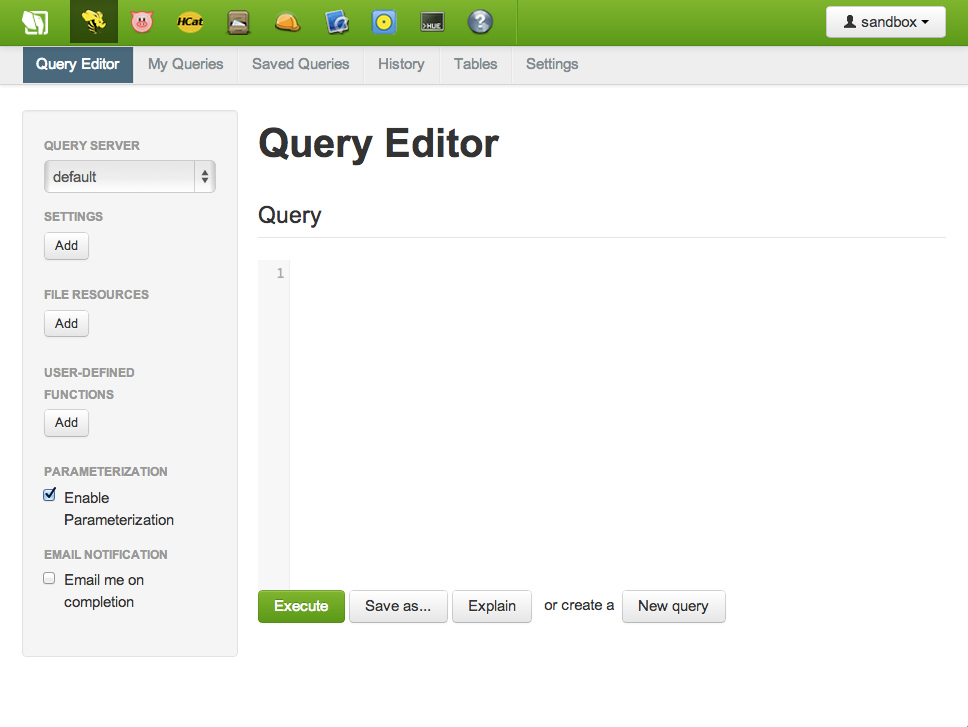 HCat
>HUE
?
sandbox
Query Editor
My Queries
Saved Queries
History
Tables
Settings
QUERY SERVER
default
SETTINGS
Add
FILE RESOURCES
Add
USER-DEFINED
FUNCTIONS
Add
PARAMETERIZATION
Enable
Parameterization
EMAIL NOTIFICATION
Email me on
completion
Query Editor
Query
1
Execute
Save as...
Explain
or create a
New query